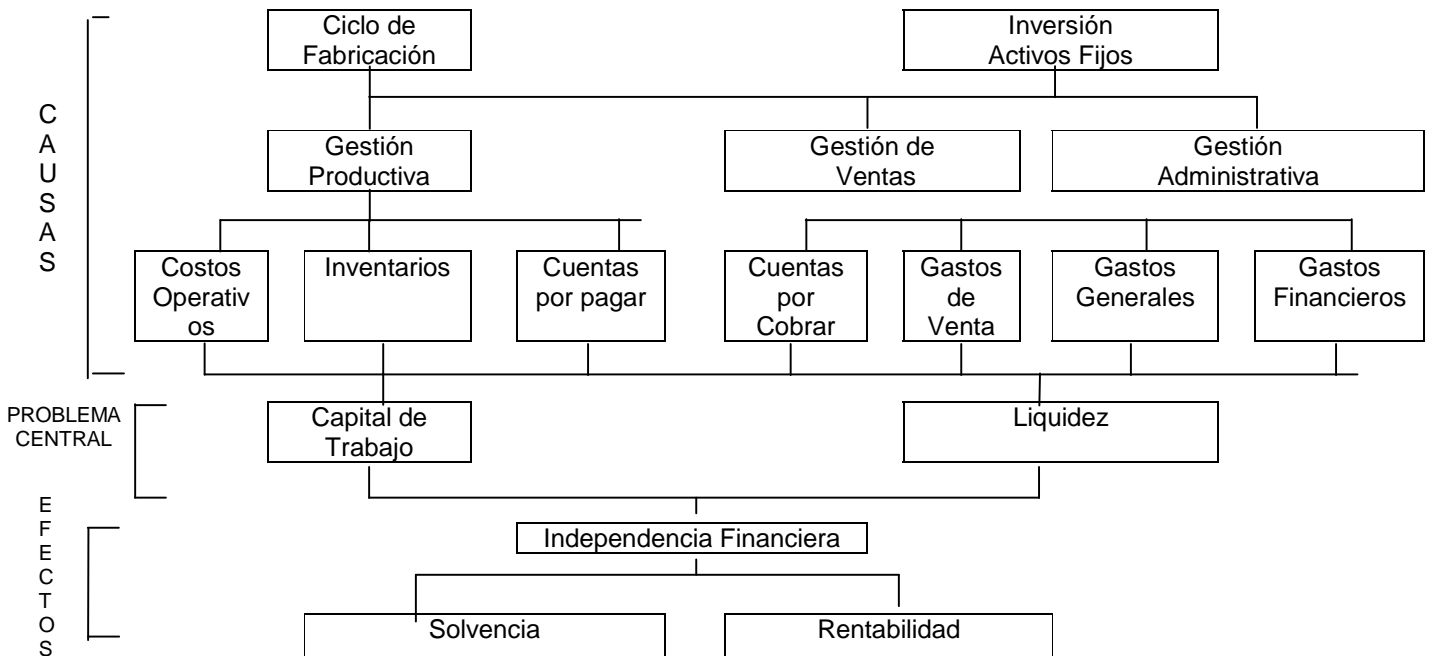 Ciclo de
Fabricación
Inversión
Activos Fijos
CAUSAS
Gestión
Productiva
Gestión de
Ventas
Gestión
Administrativa
Costos
Operativ
os
Inventarios
Cuentas
por pagar
Cuentas
por
Cobrar
Gastos
de
Venta
Gastos
Generales
Gastos
Financieros
PROBLEMA
CENTRAL
Capital de
Trabajo
Liquidez
EFECTOS
Independencia Financiera
Solvencia
Rentabilidad